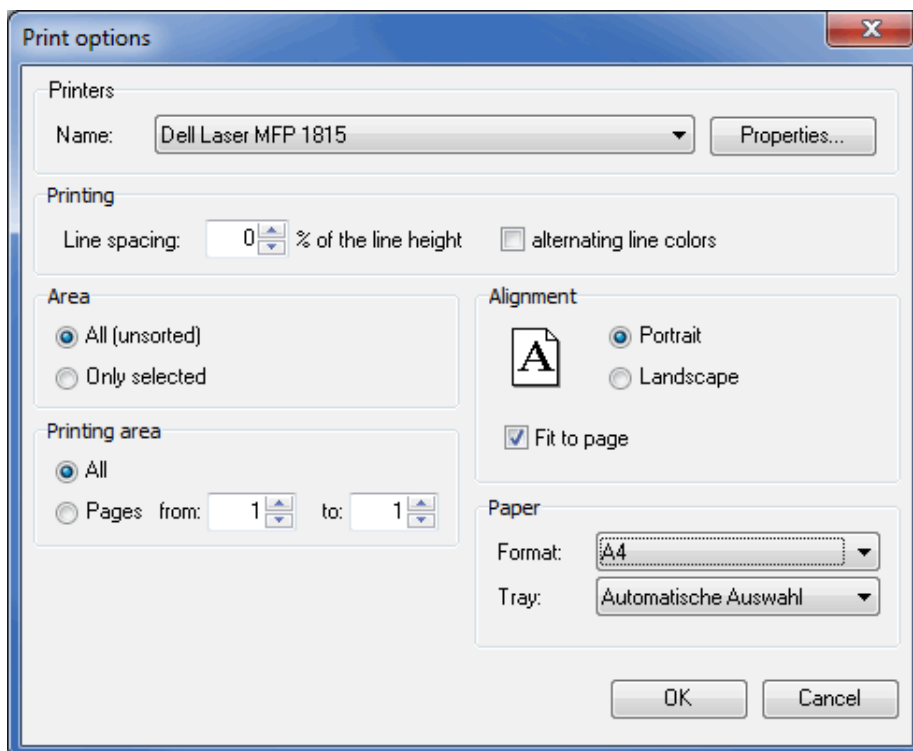 Print options
Printers
Name: Dell Laser MFP 1815 Properties...
Printing
Line spacing: 0 % of the line height alternating line colors
Area
All (unsorted)
Only selected
Alignment
A
Portrait
Landscape
Fit to page
Printing area
All
Pages from: 1 to: 1
Paper
Format: A4
Tray: Automatische Auswahl
OK Cancel